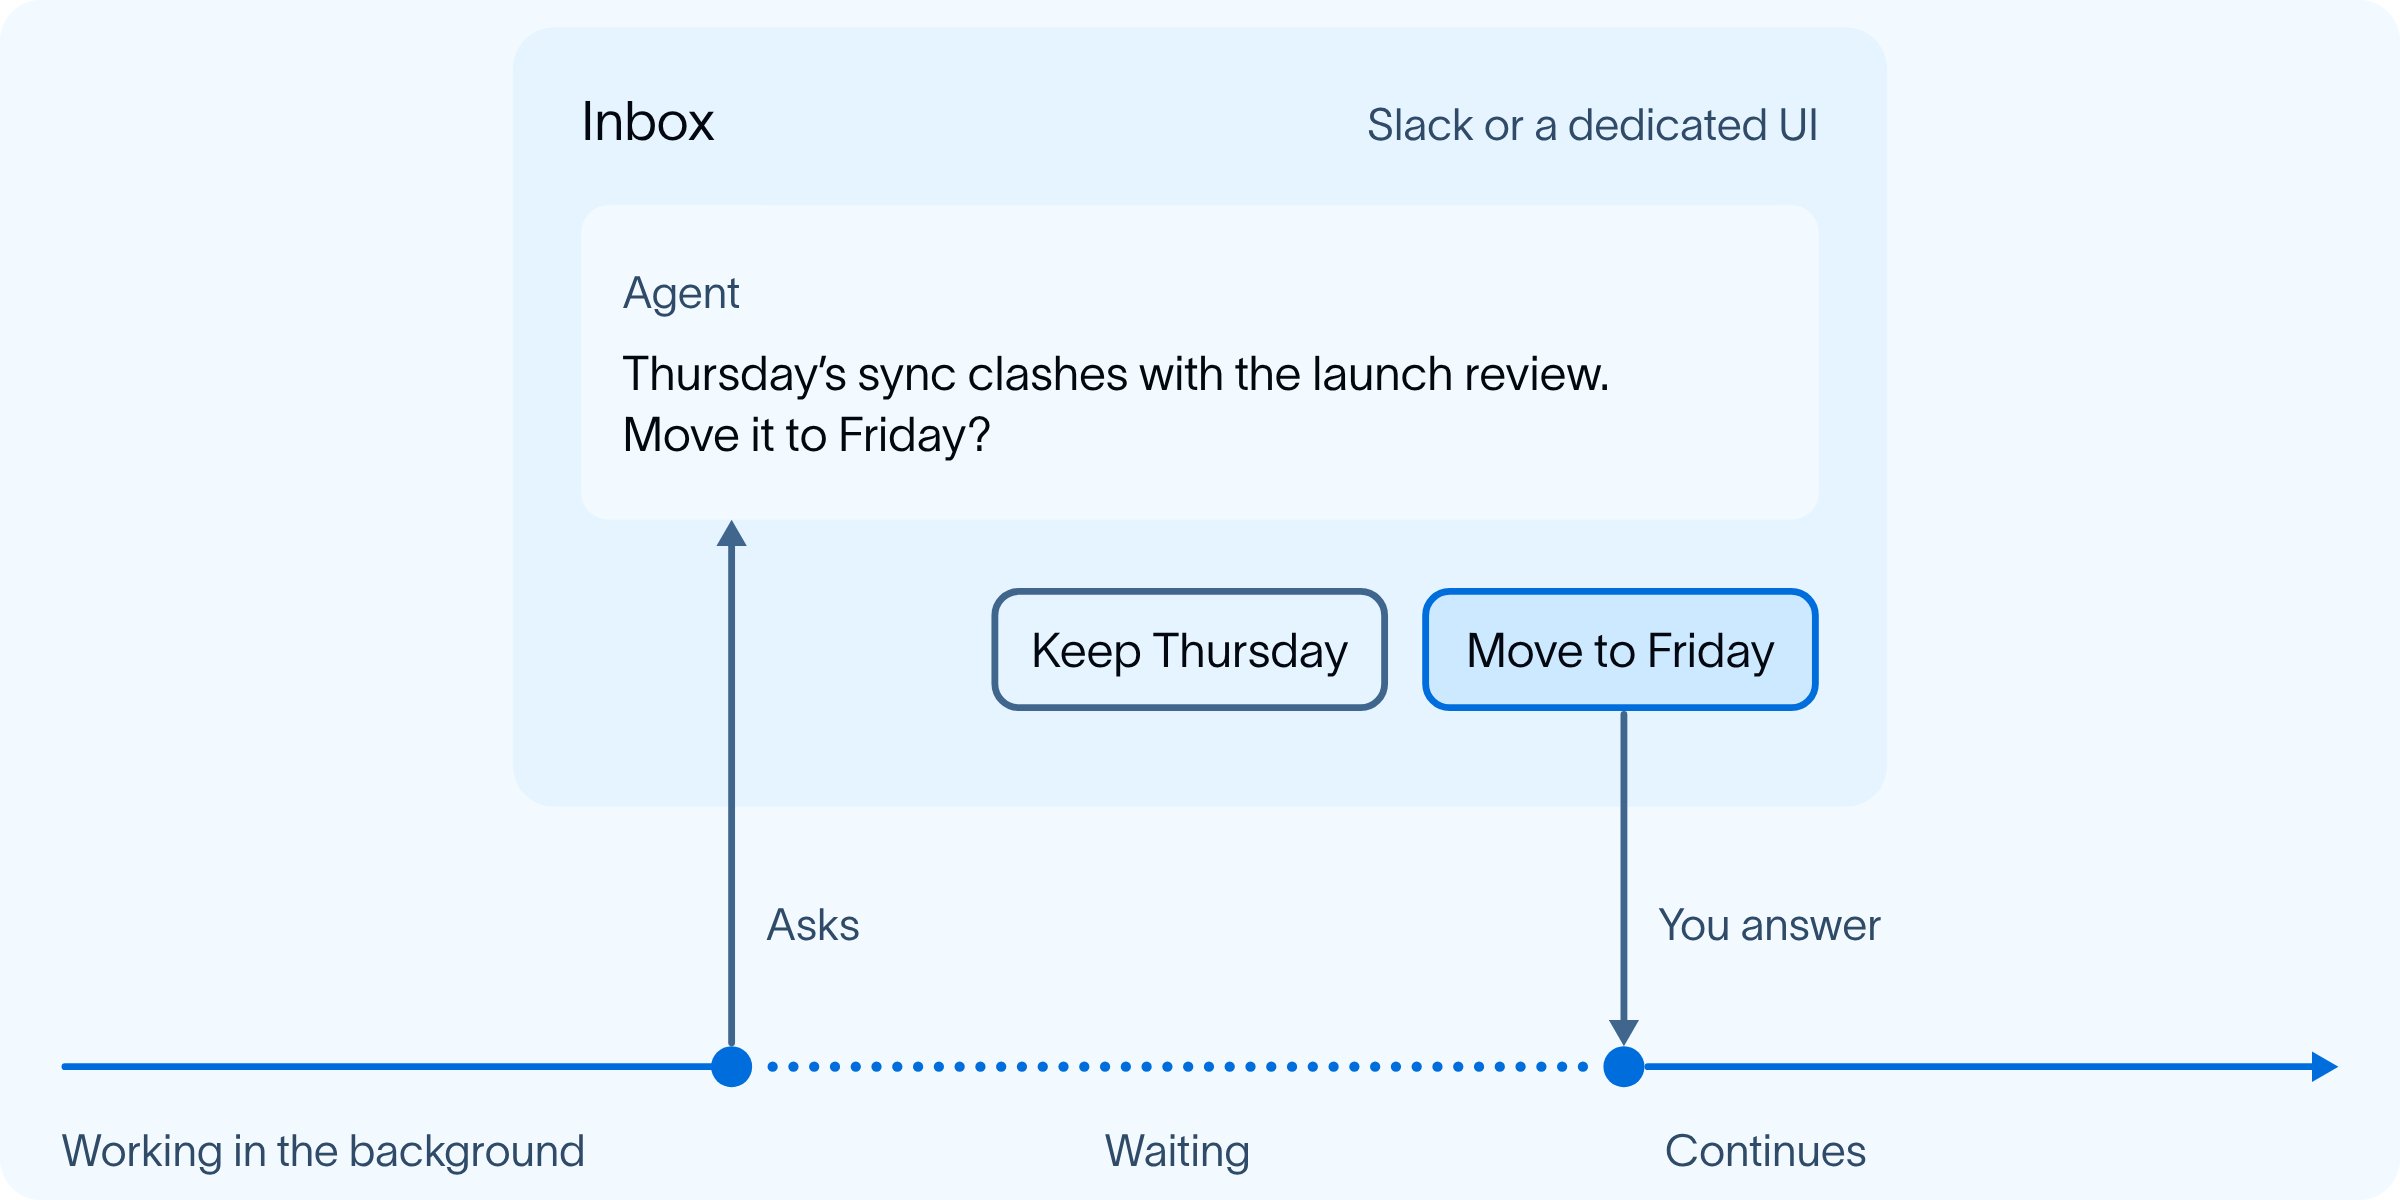 Inbox
Slack or a dedicated UI
Agent
Thursday’s sync clashes with the launch review.
Move it to Friday?
Keep Thursday
Move to Friday
Asks
You answer
Working in the background
Waiting
Continues